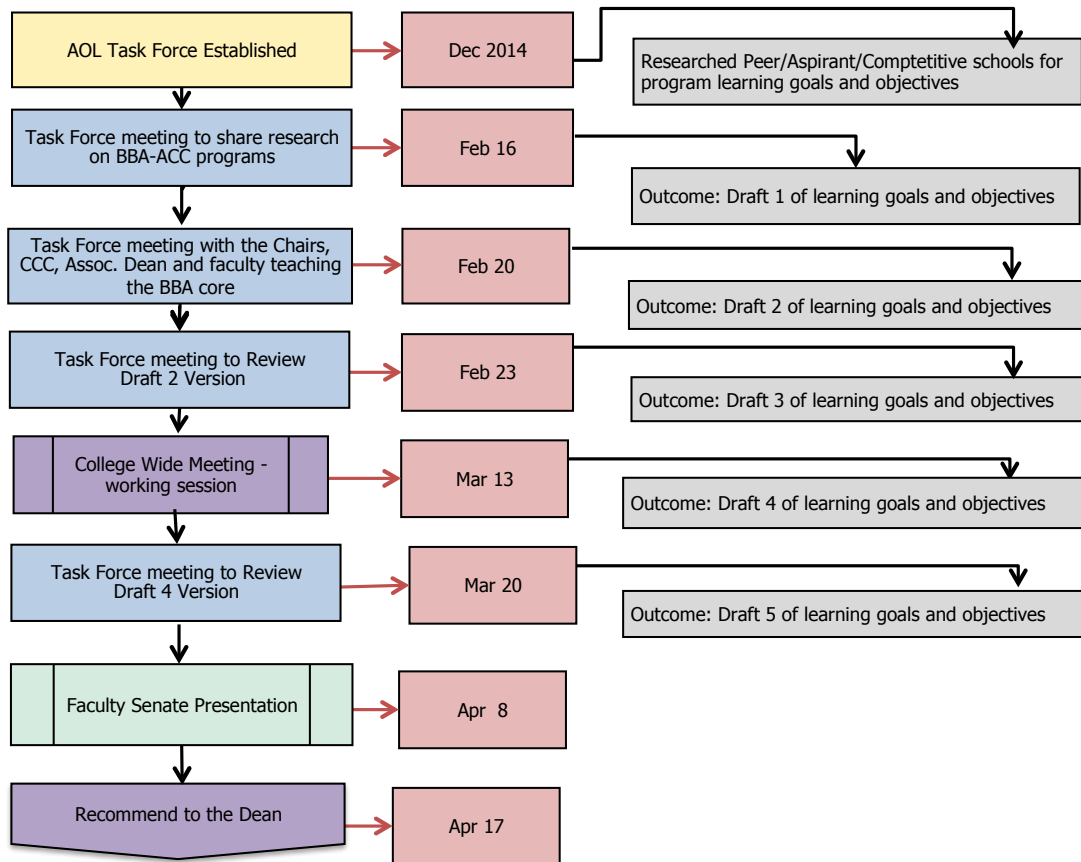 AOL Task Force Established
Dec 2014
Researched Peer/Aspirant/Comptetitive schools for
program learning goals and objectives
Task Force meeting to share research
on BBA-ACC programs
Feb 16
Outcome: Draft 1 of learning goals and objectives
Task Force meeting with the Chairs,
CCC, Assoc. Dean and faculty teaching
the BBA core
Feb 20
Outcome: Draft 2 of learning goals and objectives
Task Force meeting to Review
Draft 2 Version
Feb 23
Outcome: Draft 3 of learning goals and objectives
College Wide Meeting -
working session
Mar 13
Outcome: Draft 4 of learning goals and objectives
Task Force meeting to Review
Draft 4 Version
Mar 20
Outcome: Draft 5 of learning goals and objectives
Faculty Senate Presentation
Apr 8
Recommend to the Dean
Apr 17